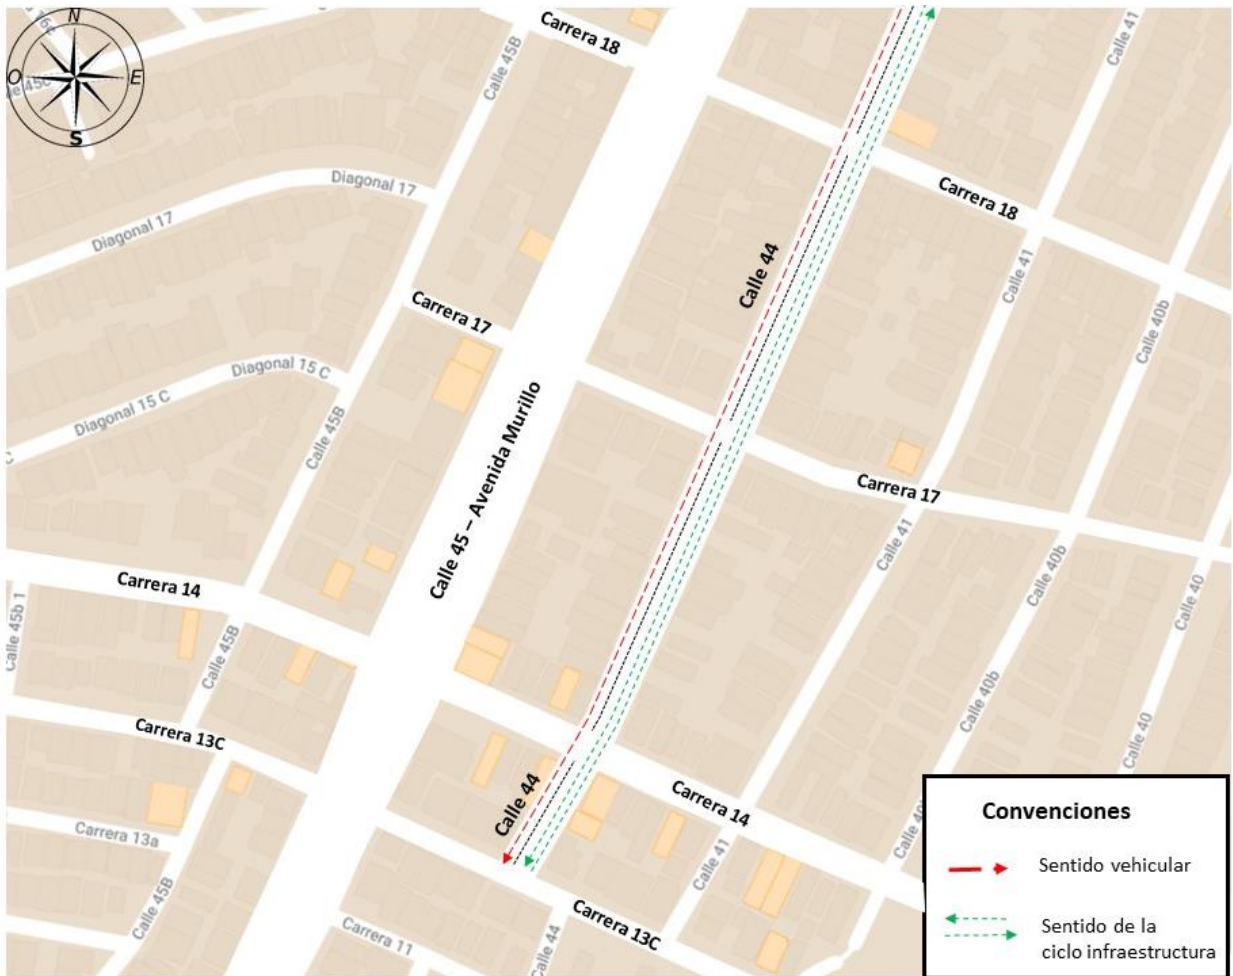 N
O
E
S
Carrera 18
Calle 45B
Calle 41
Diagonal 17
Diagonal 17
Carrera 18
Calle 44
Calle 41
Calle 40b
Carrera 17
Diagonal 15 C
Diagonal 15 C
Calle 45B
Calle 45 – Avenida Murillo
Carrera 17
Calle 41
Calle 40b
Calle 40
Carrera 14
Calle 45b 1
Calle 45B
Calle 40b
Carrera 13C
Calle 40
Calle 44
Carrera 14
Carrera 13a
Calle 41
Calle 45B
Carrera 11
Calle 44
Carrera 13C
Convenciones
Sentido vehicular
Sentido de la
ciclo infraestructura